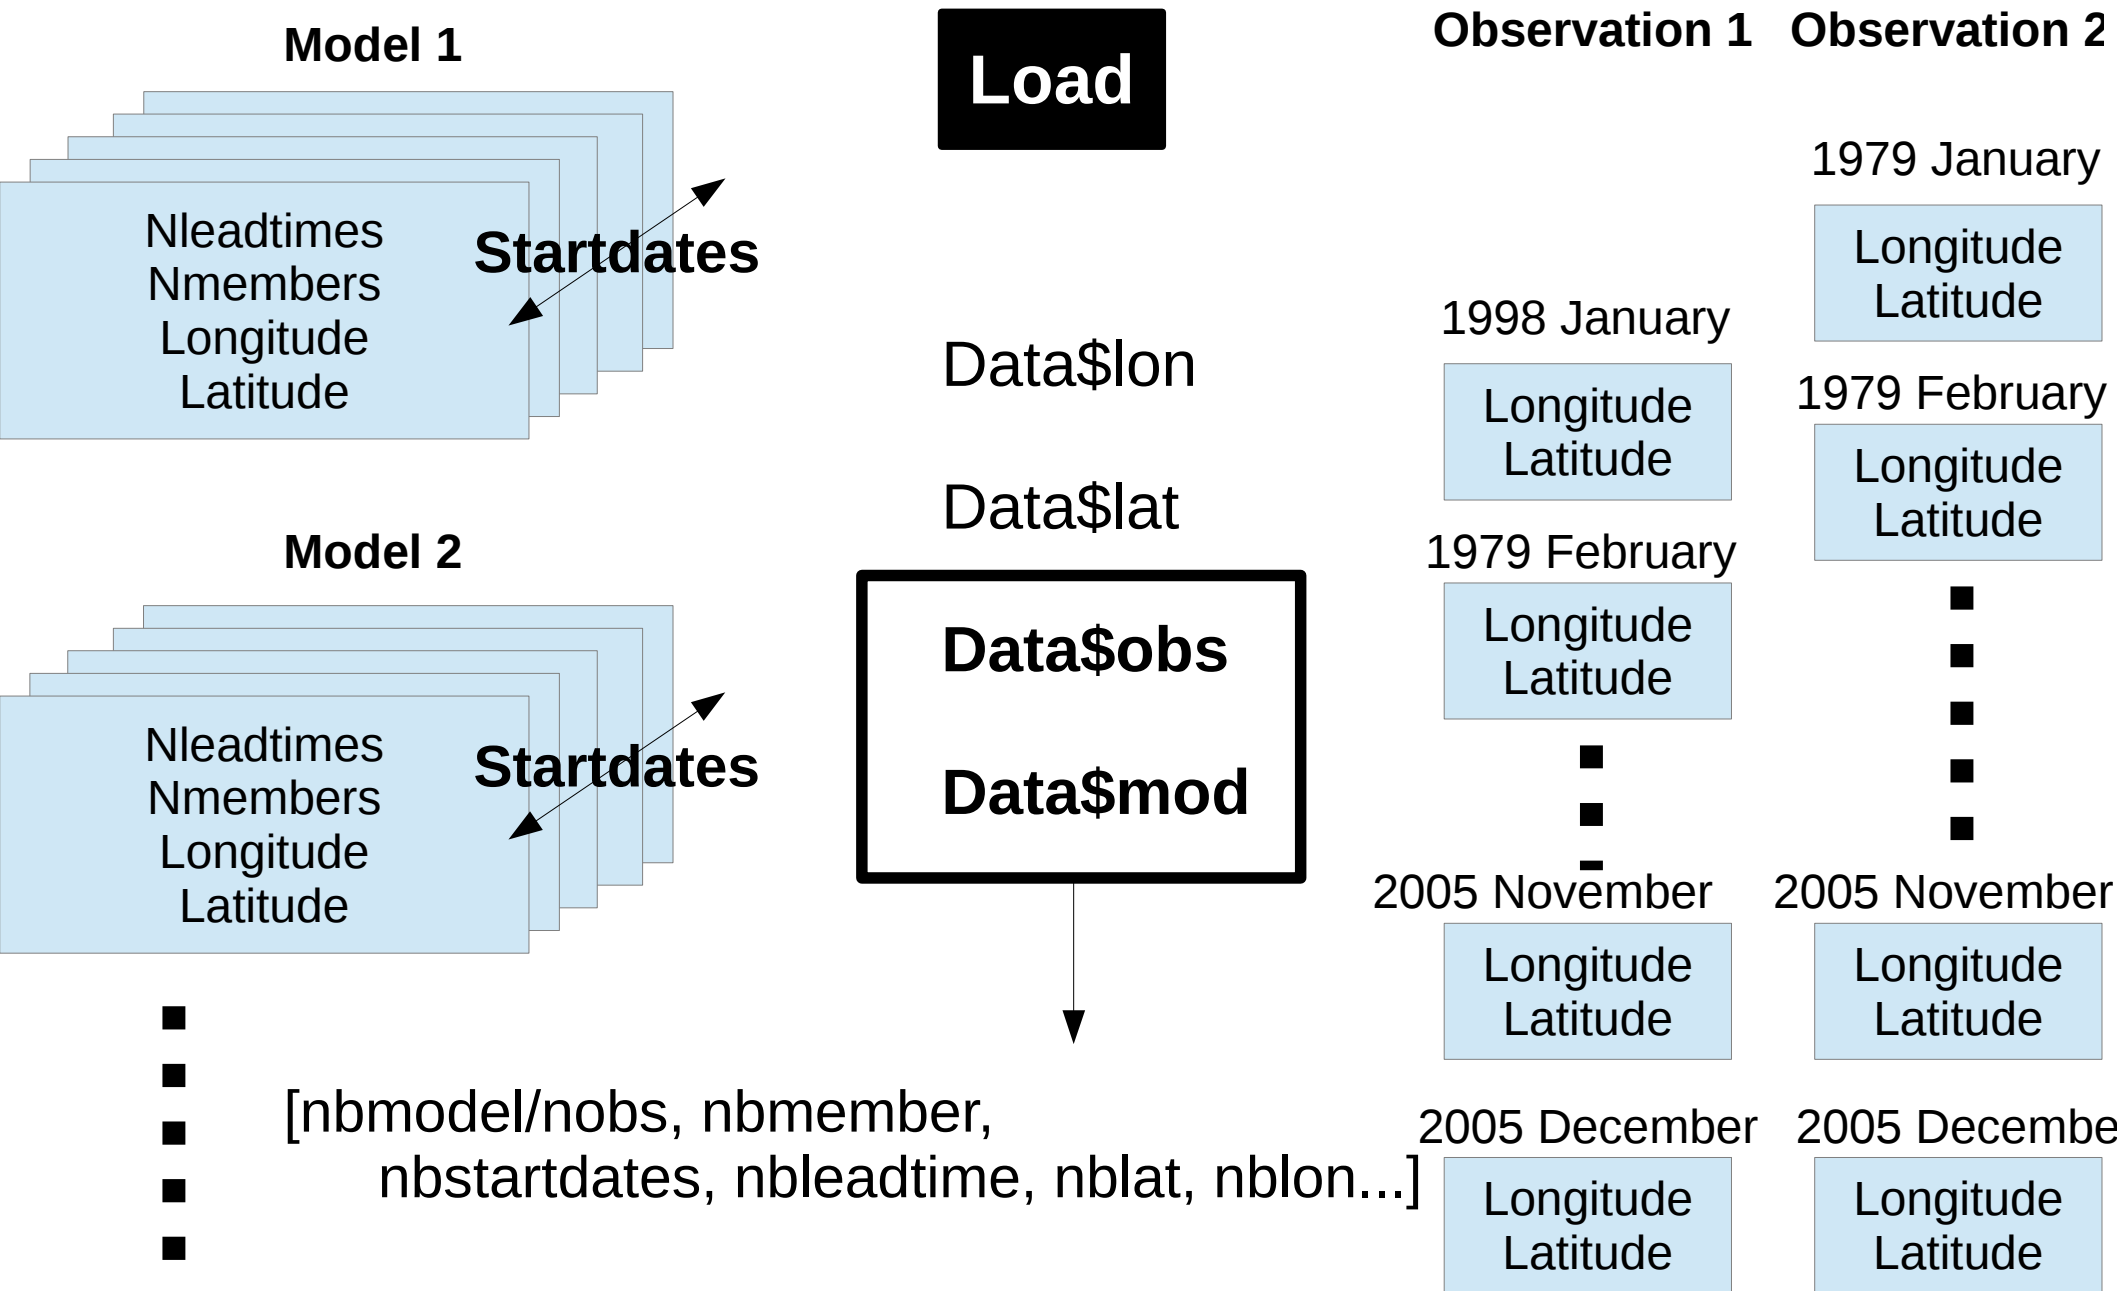 Model 1
Nleadtimes
Nmembers
Longitude
Latitude
Startdates
Model 2
Nleadtimes
Nmembers
Longitude
Latitude
Startdates
Load
Data$lon
Data$lat
Data$obs
Data$mod
[nbmodel/nobs, nbmember,
nbstartdates, nbleadtime, nblat, nblon...]
Observation 1
1998 January
Longitude
Latitude
1979 February
Longitude
Latitude
2005 November
Longitude
Latitude
2005 December
Longitude
Latitude
Observation 2
1979 January
Longitude
Latitude
1979 February
Longitude
Latitude
2005 November
Longitude
Latitude
2005 Decembe
Longitude
Latitude